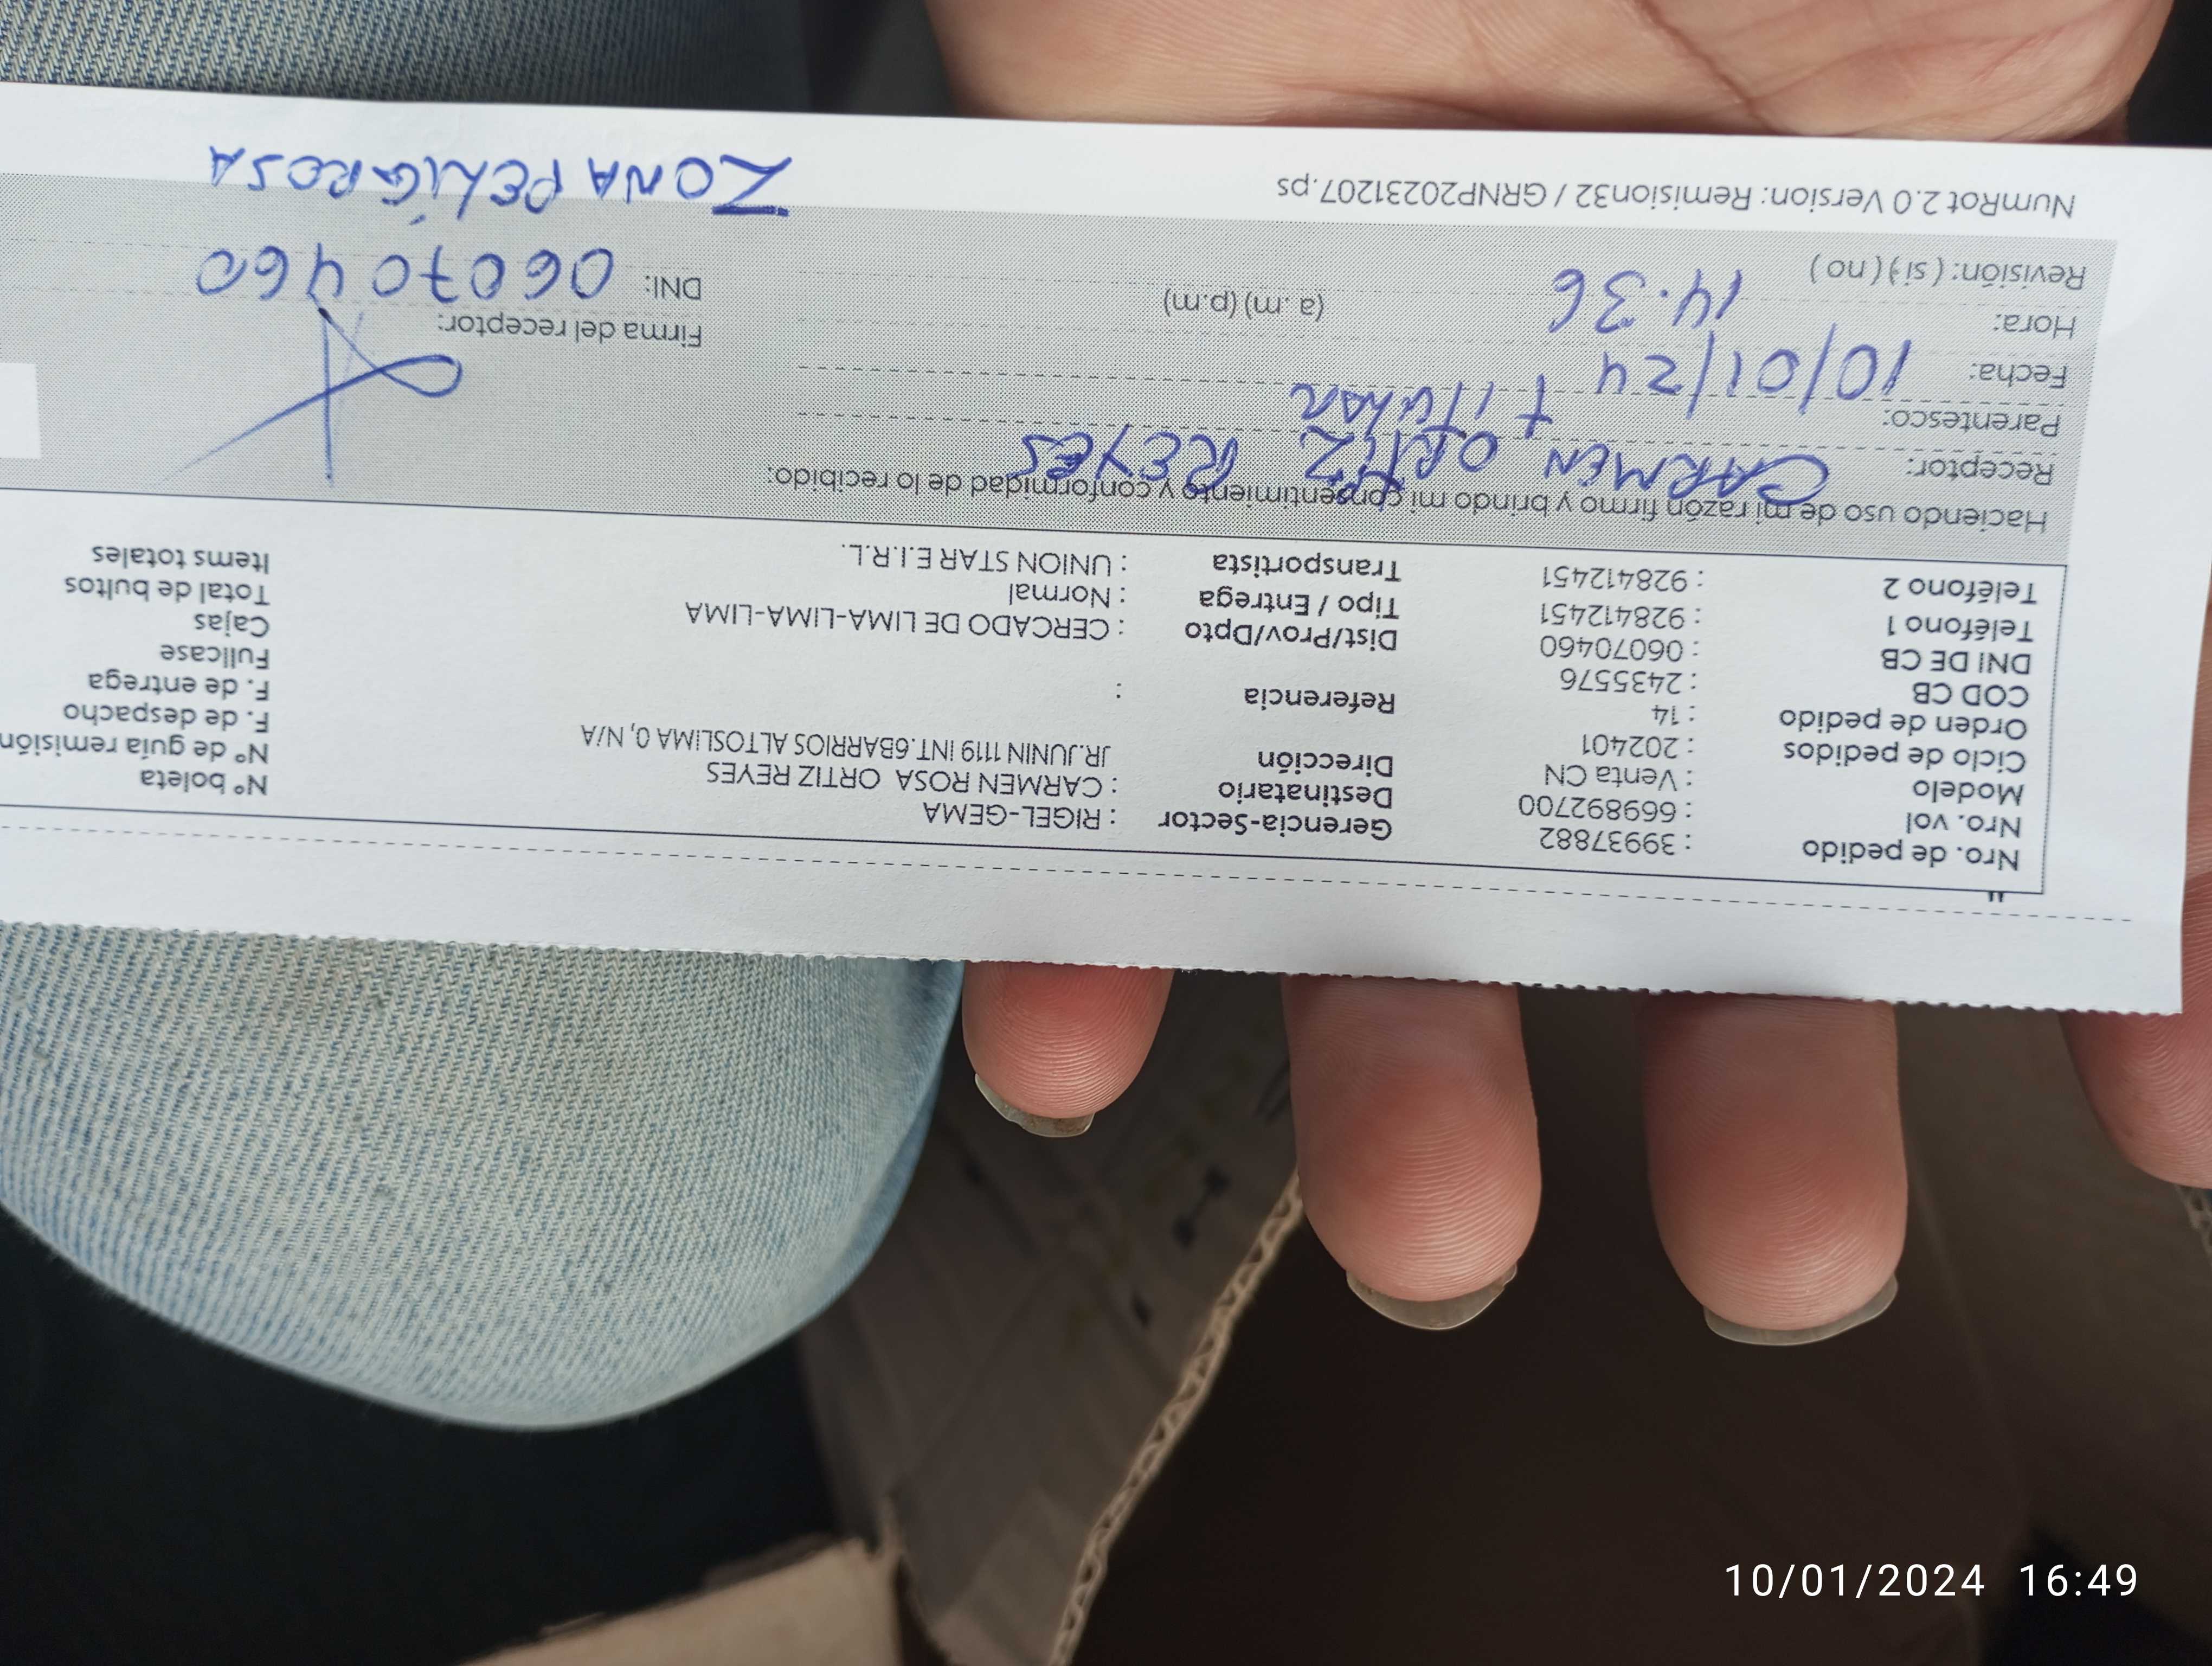 Nro. de pedido : 39937882 Gerencia-Sector : RIGEL-GEMA Nº boleta
Nro. vol : 669892700 Destinatario : CARMEN ROSA ORTIZ REYES Nº de guía remisión
Modelo : Venta CN Dirección JR.JUNIN 1119 INT.6BARRIOS ALTOSLIMA 0, N/A F. de despacho
Ciclo de pedidos : 202401 F. de entrega
Orden de pedido : 14 Referencia : Fullcase
COD CB : 2435576 Cajas
DNI DE CB : 06070460 Dist/Prov/Dpto : CERCADO DE LIMA-LIMA-LIMA Total de bultos
Teléfono 1 : 928412451 Tipo / Entrega : Normal Items totales
Teléfono 2 : 928412451 Transportista : UNION STAR E.I.R.L.
Haciendo uso de mi razón firmo y brindo mi consentimiento y conformidad de lo recibido:
Receptor: CARMEN ORTIZ REYES
Parentesco: TITULAR
Fecha: 10/01/24 Firma del receptor:
Hora: 14.36 (a.m) (p.m) DNI: 06070460
Revisión: ( si ) ( no )
NumRot 2.0 Version: Remision32 / GRNP20231207.ps ZONA PELIGROSA
10/01/2024 16:49